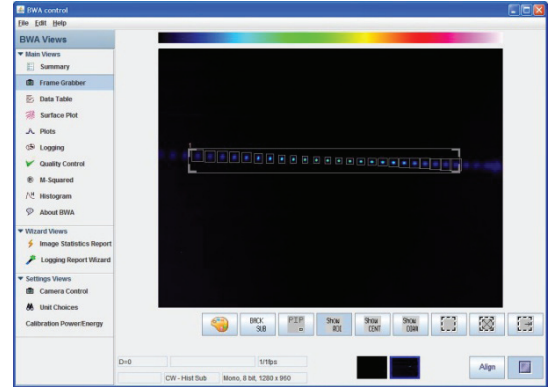 BWA control
File Edit Help
BWA Views
Main Views
Summary
Frame Grabber
Data Table
Surface Plot
Plots
Logging
Quality Control
M-Squared
Histogram
About BWA
Wizard Views
Image Statistics Report
Logging Report Wizard
Settings Views
Camera Control
Unit Choices
Calibration Power/Energy
BACK SUB
PIP
Show ROI
Show CENT
Show
D=0
1/1fps
CW - Hist Sub
Mono, 8 bit, 1280 x 960
Align